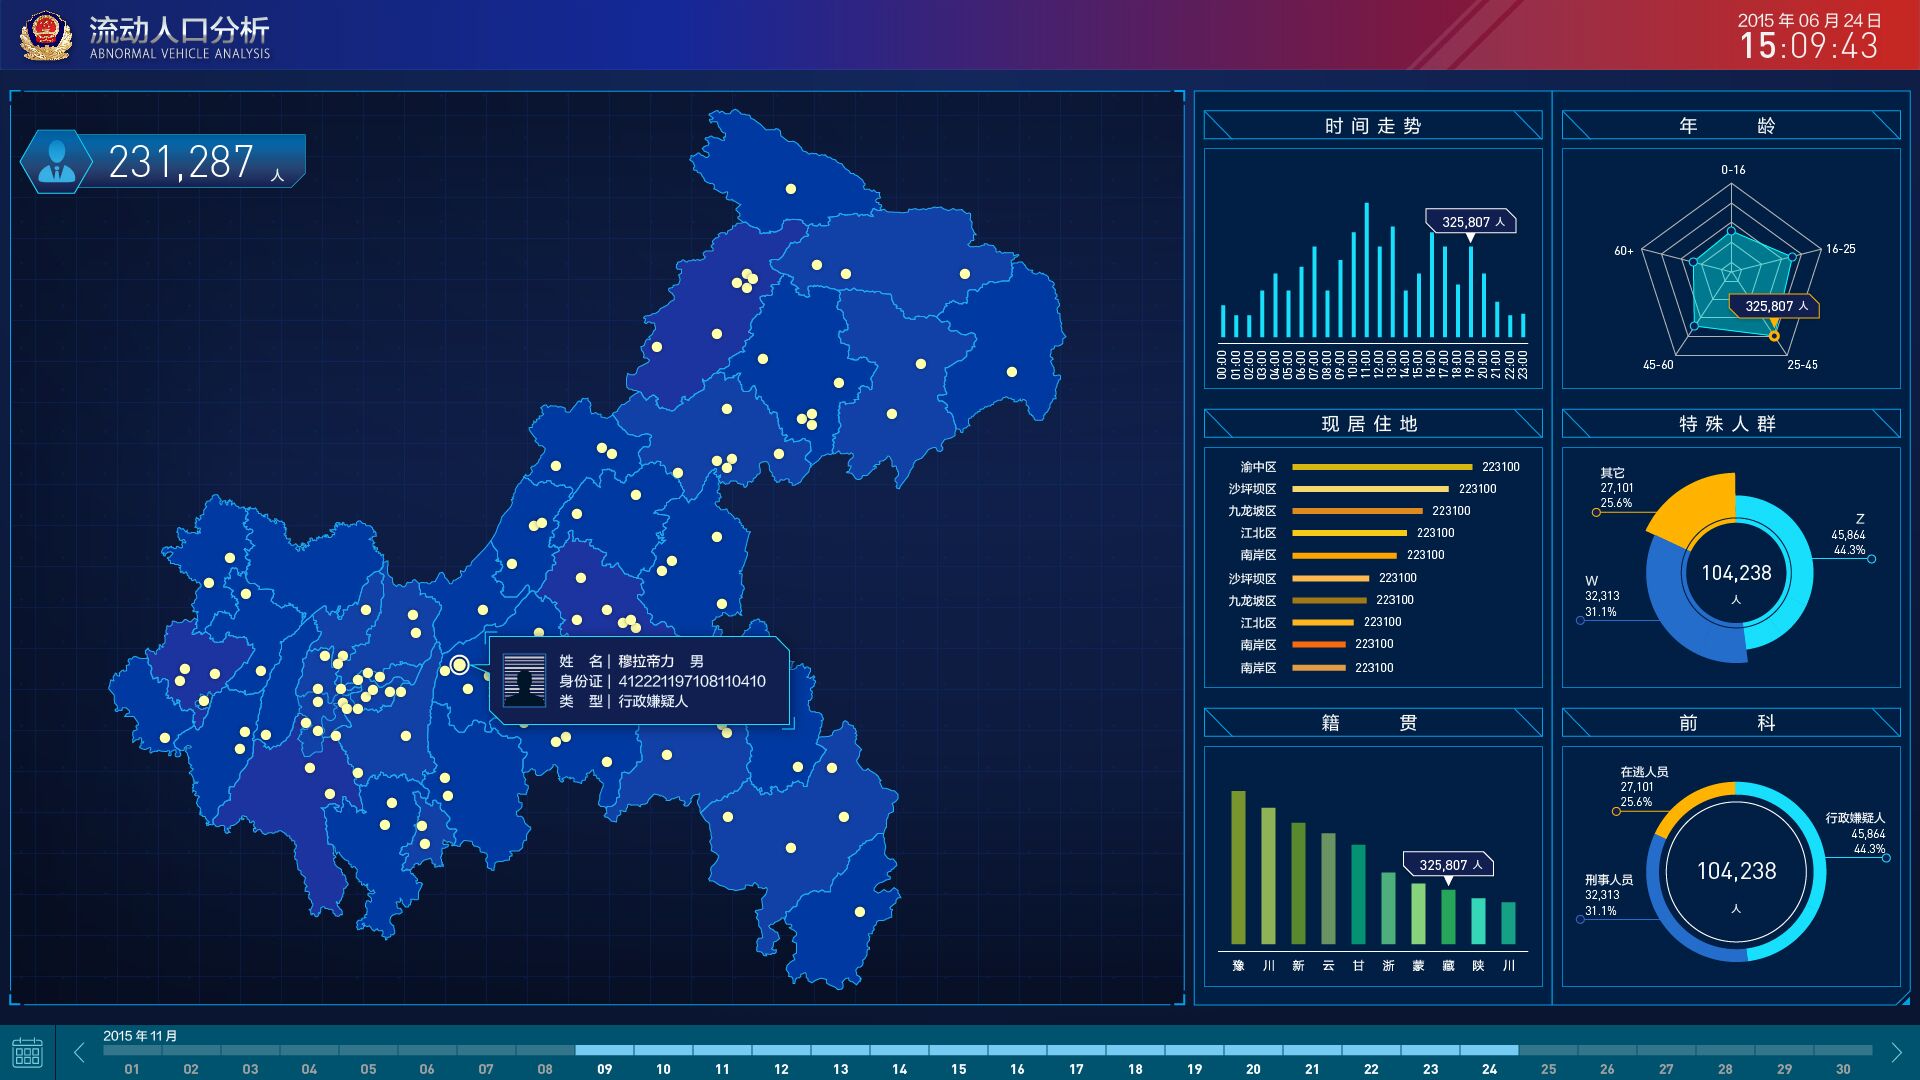 流动人口分析
ABNORMAL VEHICLE ANALYSIS
2015 年 06 月 24 日
15:09:43
231,287 人
姓 名 | 穆拉帝力 男
身份证 | 412221197108110410
类 型 | 行政嫌疑人
时间走势
325,807 人
00:00 01:00 02:00 03:00 04:00 05:00 06:00 07:00 08:00 09:00 10:00 11:00 12:00 13:00 14:00 15:00 16:00 17:00 18:00 19:00 20:00 21:00 22:00 23:00
年 龄
0-16
16-25
60+
325,807 人
45-60
25-45
现居住地
渝中区 223100
沙坪坝区 223100
九龙坡区 223100
江北区 223100
南岸区 223100
沙坪坝区 223100
九龙坡区 223100
江北区 223100
南岸区 223100
南岸区 223100
特殊人群
其它
27,101
25.6%
Z
45,864
44.3%
W
32,313
31.1%
104,238
人
籍 贯
325,807 人
豫 川 新 云 甘 浙 蒙 藏 陕 川
前 科
在逃人员
27,101
25.6%
行政嫌疑人
45,864
44.3%
刑事人员
32,313
31.1%
104,238
人
2015 年 11 月
01 02 03 04 05 06 07 08 09 10 11 12 13 14 15 16 17 18 19 20 21 22 23 24 25 26 27 28 29 30